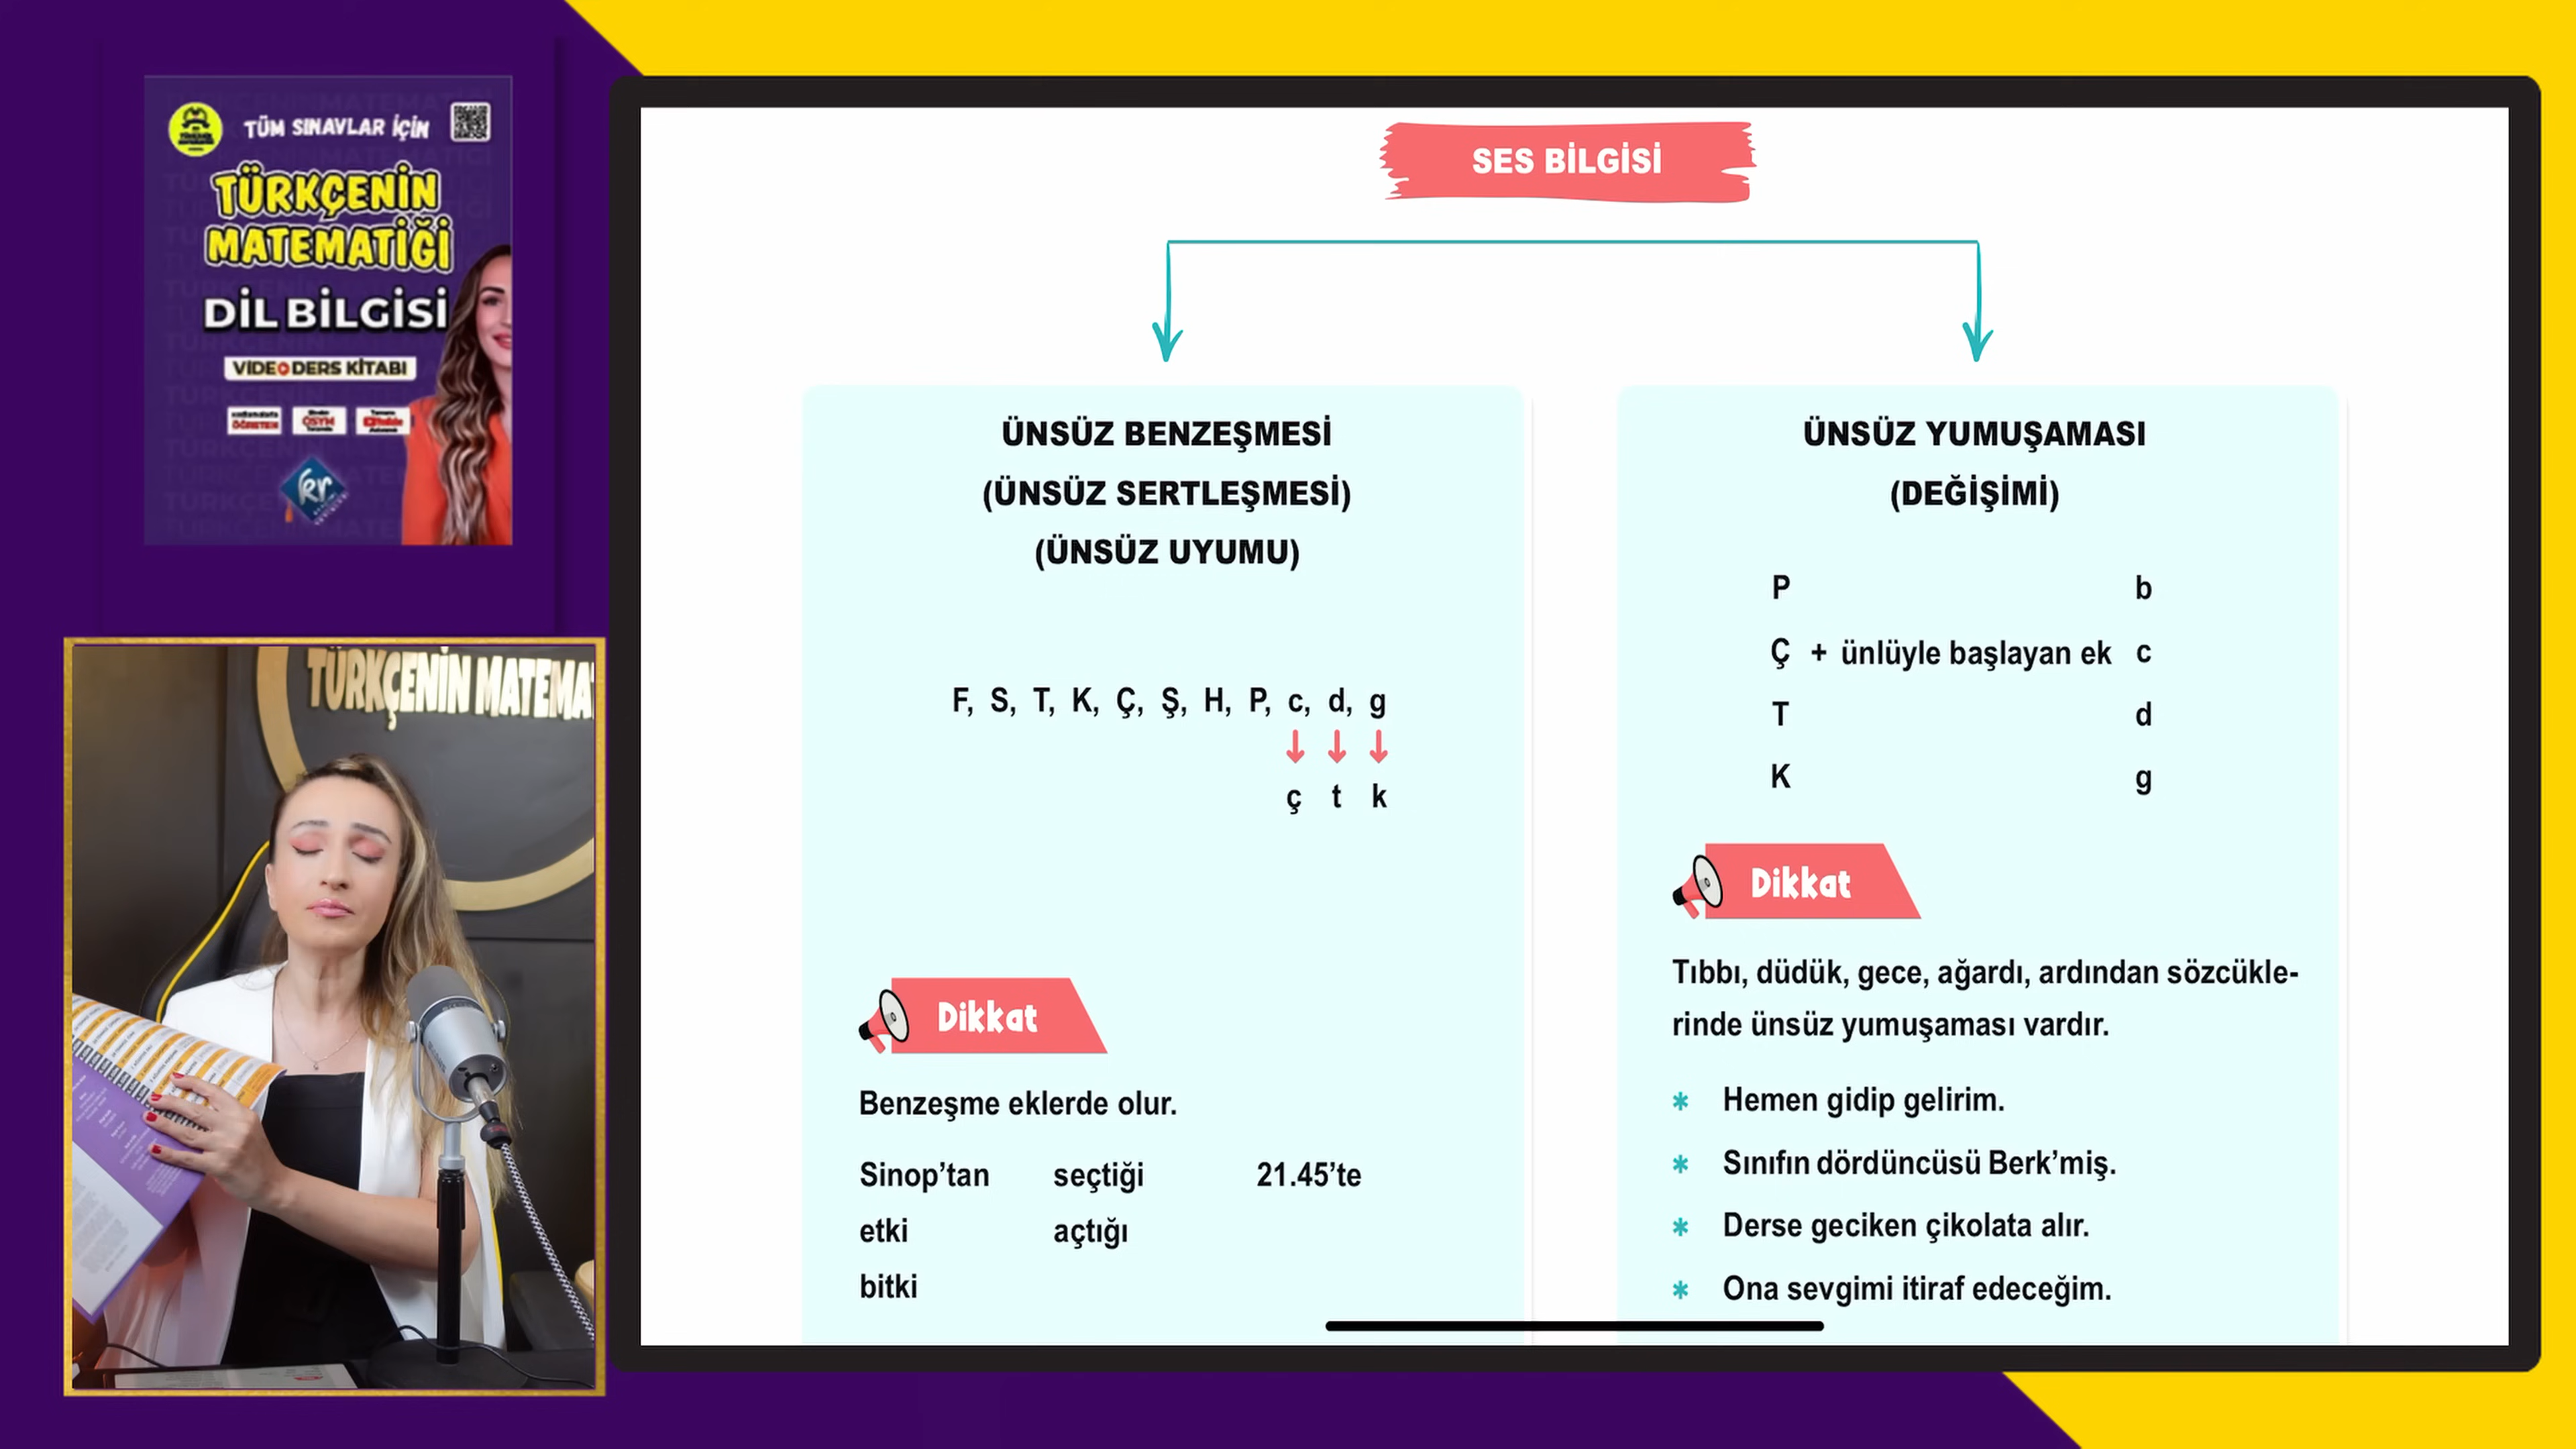 TÜM SINAVLAR İÇİN
TÜRKÇENİN
MATEMATİĞİ
DİL BİLGİSİ
VİDEO DERS KİTABI
ÖĞRETEN
ÖSYM
kr
TÜRKÇENİN MATEMA
SES BİLGİSİ
ÜNSÜZ BENZEŞMESİ
(ÜNSÜZ SERTLEŞMESİ)
(ÜNSÜZ UYUMU)
F, S, T, K, Ç, Ş, H, P, c, d, g
ç t k
Dikkat
Benzeşme eklerde olur.
Sinop’tan seçtiği 21.45’te
etki açtığı
bitki
ÜNSÜZ YUMUŞAMASI
(DEĞİŞİMİ)
P b
Ç + ünlüyle başlayan ek c
T d
K g
Dikkat
Tıbbı, düdük, gece, ağardı, ardından sözcükle-
rinde ünsüz yumuşaması vardır.
Hemen gidip gelirim.
Sınıfın dördüncüsü Berk’miş.
Derse geciken çikolata alır.
Ona sevgimi itiraf edeceğim.